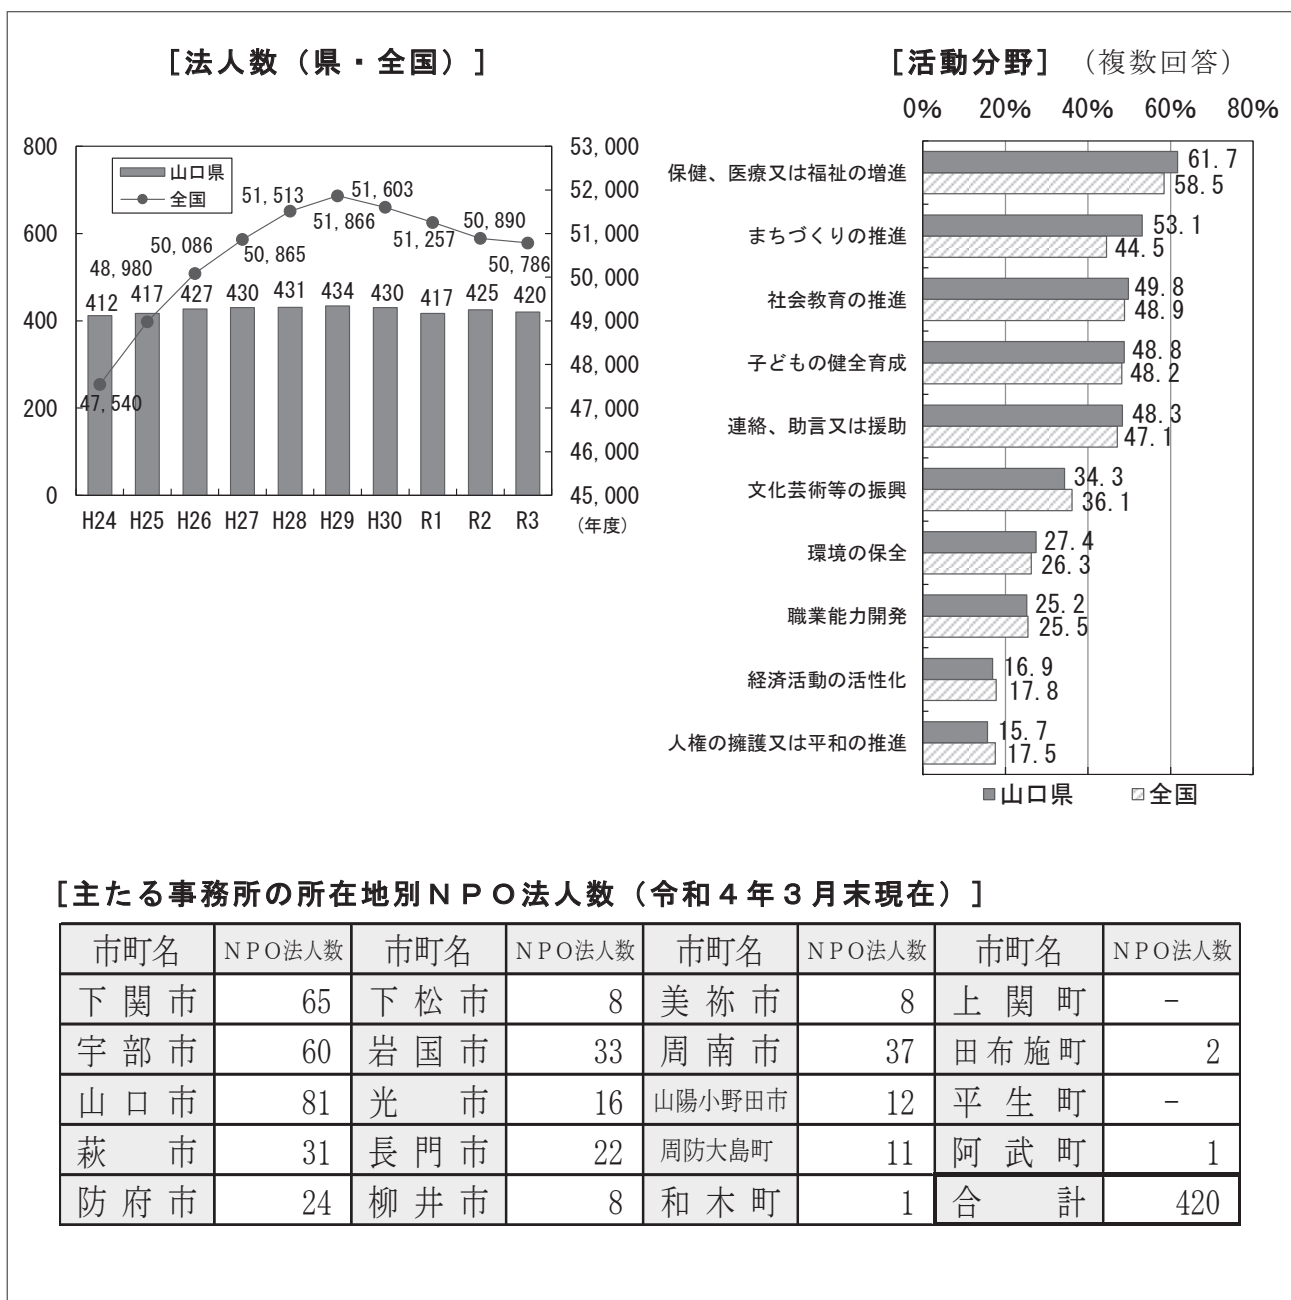 [法人数（県・全国）]
800
600
400
200
0
山口県
全国
53,000
52,000
51,000
50,000
49,000
48,000
47,000
46,000
45,000
412 417 427 430 431 434 430 417 425 420
47,540 48,980 50,086 50,865 51,513 51,866 51,603 51,257 50,890 50,786
H24 H25 H26 H27 H28 H29 H30 R1 R2 R3 (年度)
[活動分野]（複数回答）
0% 20% 40% 60% 80%
保健、医療又は福祉の増進 61.7
58.5
まちづくりの推進 53.1
44.5
社会教育の推進 49.8
48.9
子どもの健全育成 48.8
48.2
連絡、助言又は援助 48.3
47.1
文化芸術等の振興 34.3
36.1
環境の保全 27.4
26.3
職業能力開発 25.2
25.5
経済活動の活性化 16.9
17.8
人権の擁護又は平和の推進 15.7
17.5
山口県 全国
[主たる事務所の所在地別ＮＰＯ法人数（令和４年３月末現在）]
市町名 ＮＰＯ法人数 市町名 ＮＰＯ法人数 市町名 ＮＰＯ法人数 市町名 ＮＰＯ法人数
下関市 65 下松市 8 美祢市 8 上関町 －
宇部市 60 岩国市 33 周南市 37 田布施町 2
山口市 81 光市 16 山陽小野田市 12 平生町 －
萩市 31 長門市 22 周防大島町 11 阿武町 1
防府市 24 柳井市 8 和木町 1 合計 420